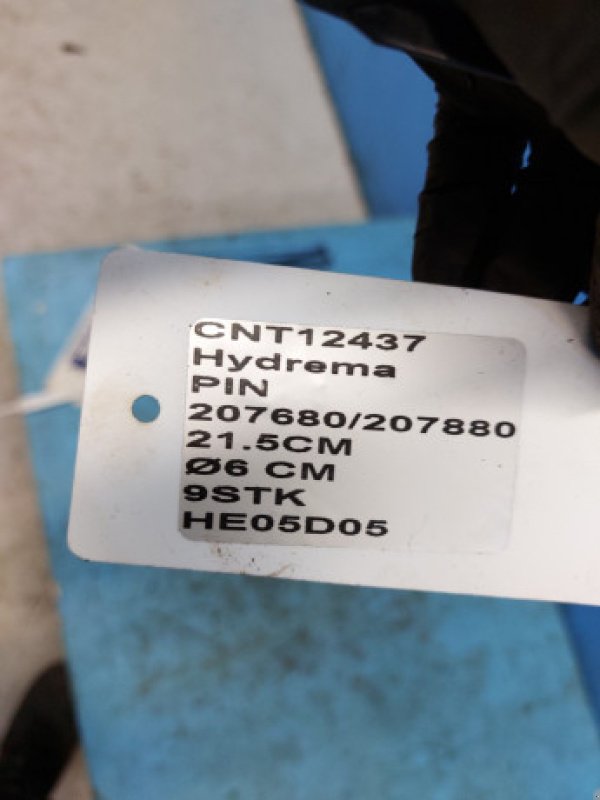 CNT12437
Hydrema
PIN
207680/207880
21.5CM
Ø6 CM
9STK
HE05D05